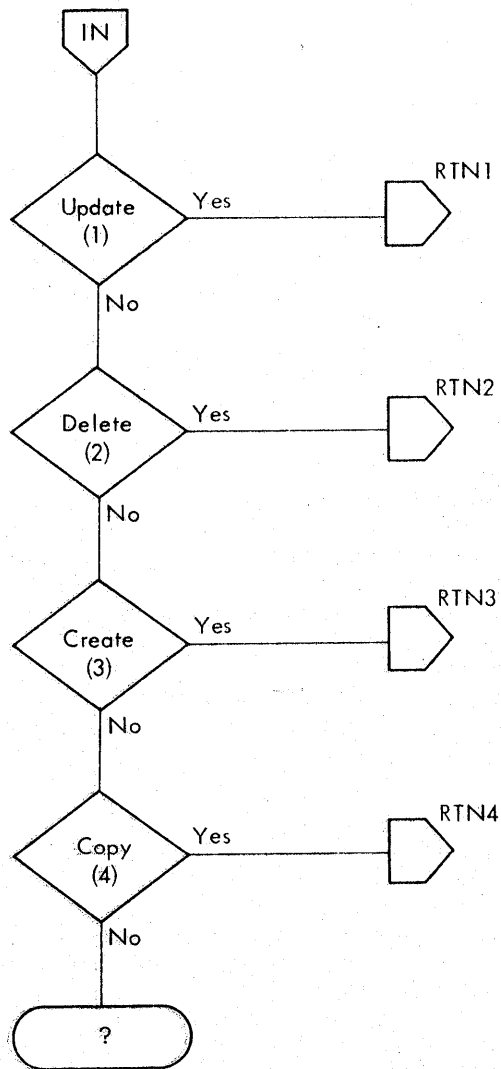 IN
Update
(1)
Yes
RTN1
No
Delete
(2)
Yes
RTN2
No
Create
(3)
Yes
RTN3
No
Copy
(4)
Yes
RTN4
No
?